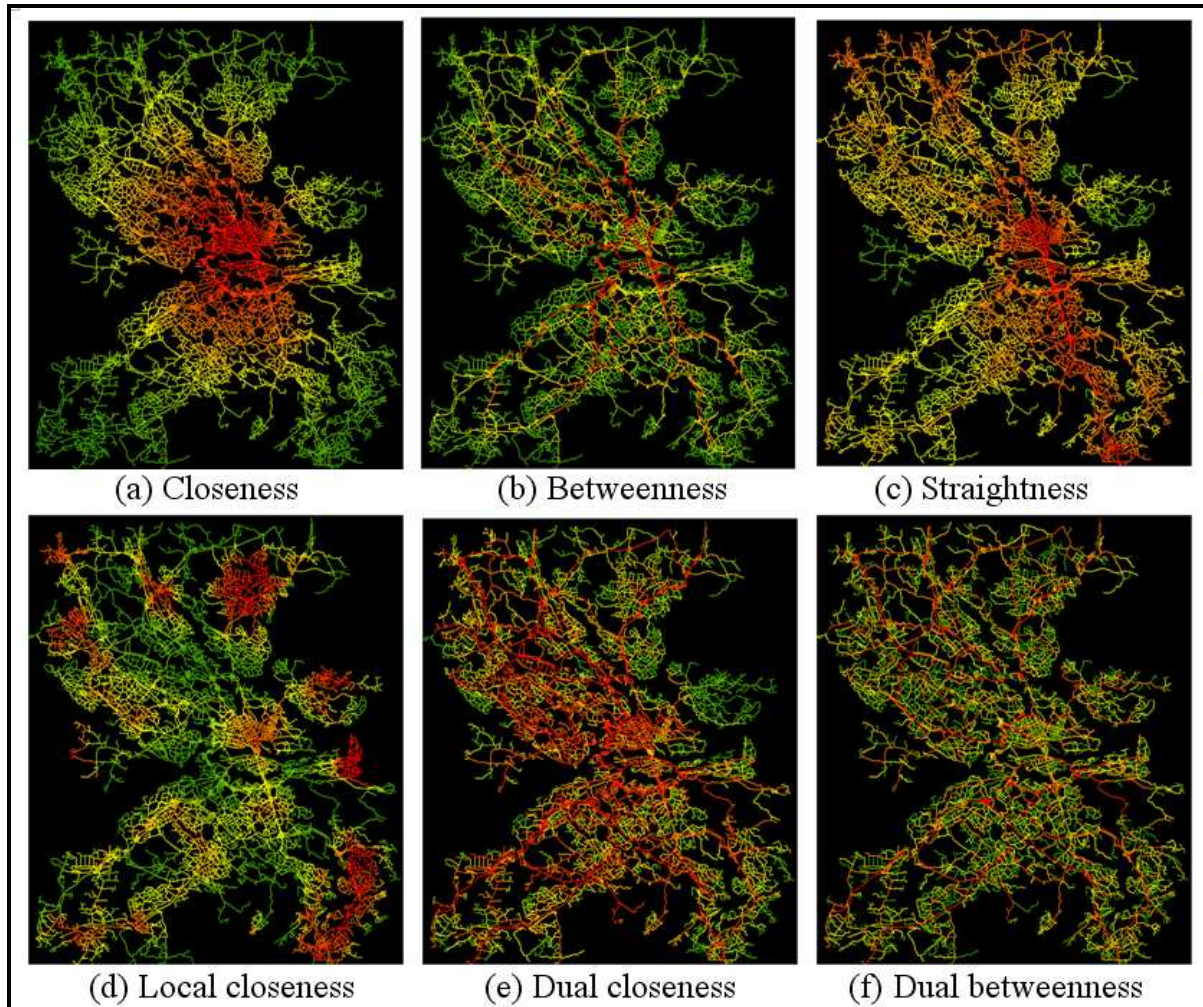 (a) Closeness
(b) Betweenness
(c) Straightness
(d) Local closeness
(e) Dual closeness
(f) Dual betweenness